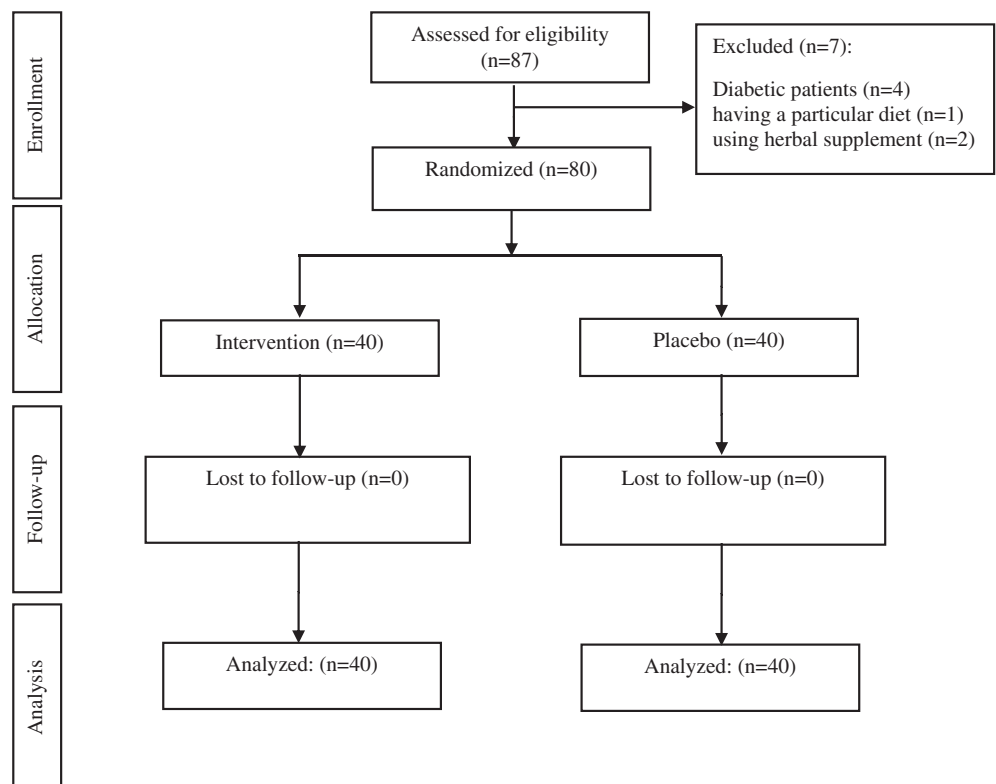 Enrollment
Assessed for eligibility
(n=87)
Excluded (n=7):
Diabetic patients (n=4)
having a particular diet (n=1)
using herbal supplement (n=2)
Randomized (n=80)
Allocation
Intervention (n=40)
Placebo (n=40)
Follow-up
Lost to follow-up (n=0)
Lost to follow-up (n=0)
Analysis
Analyzed: (n=40)
Analyzed: (n=40)